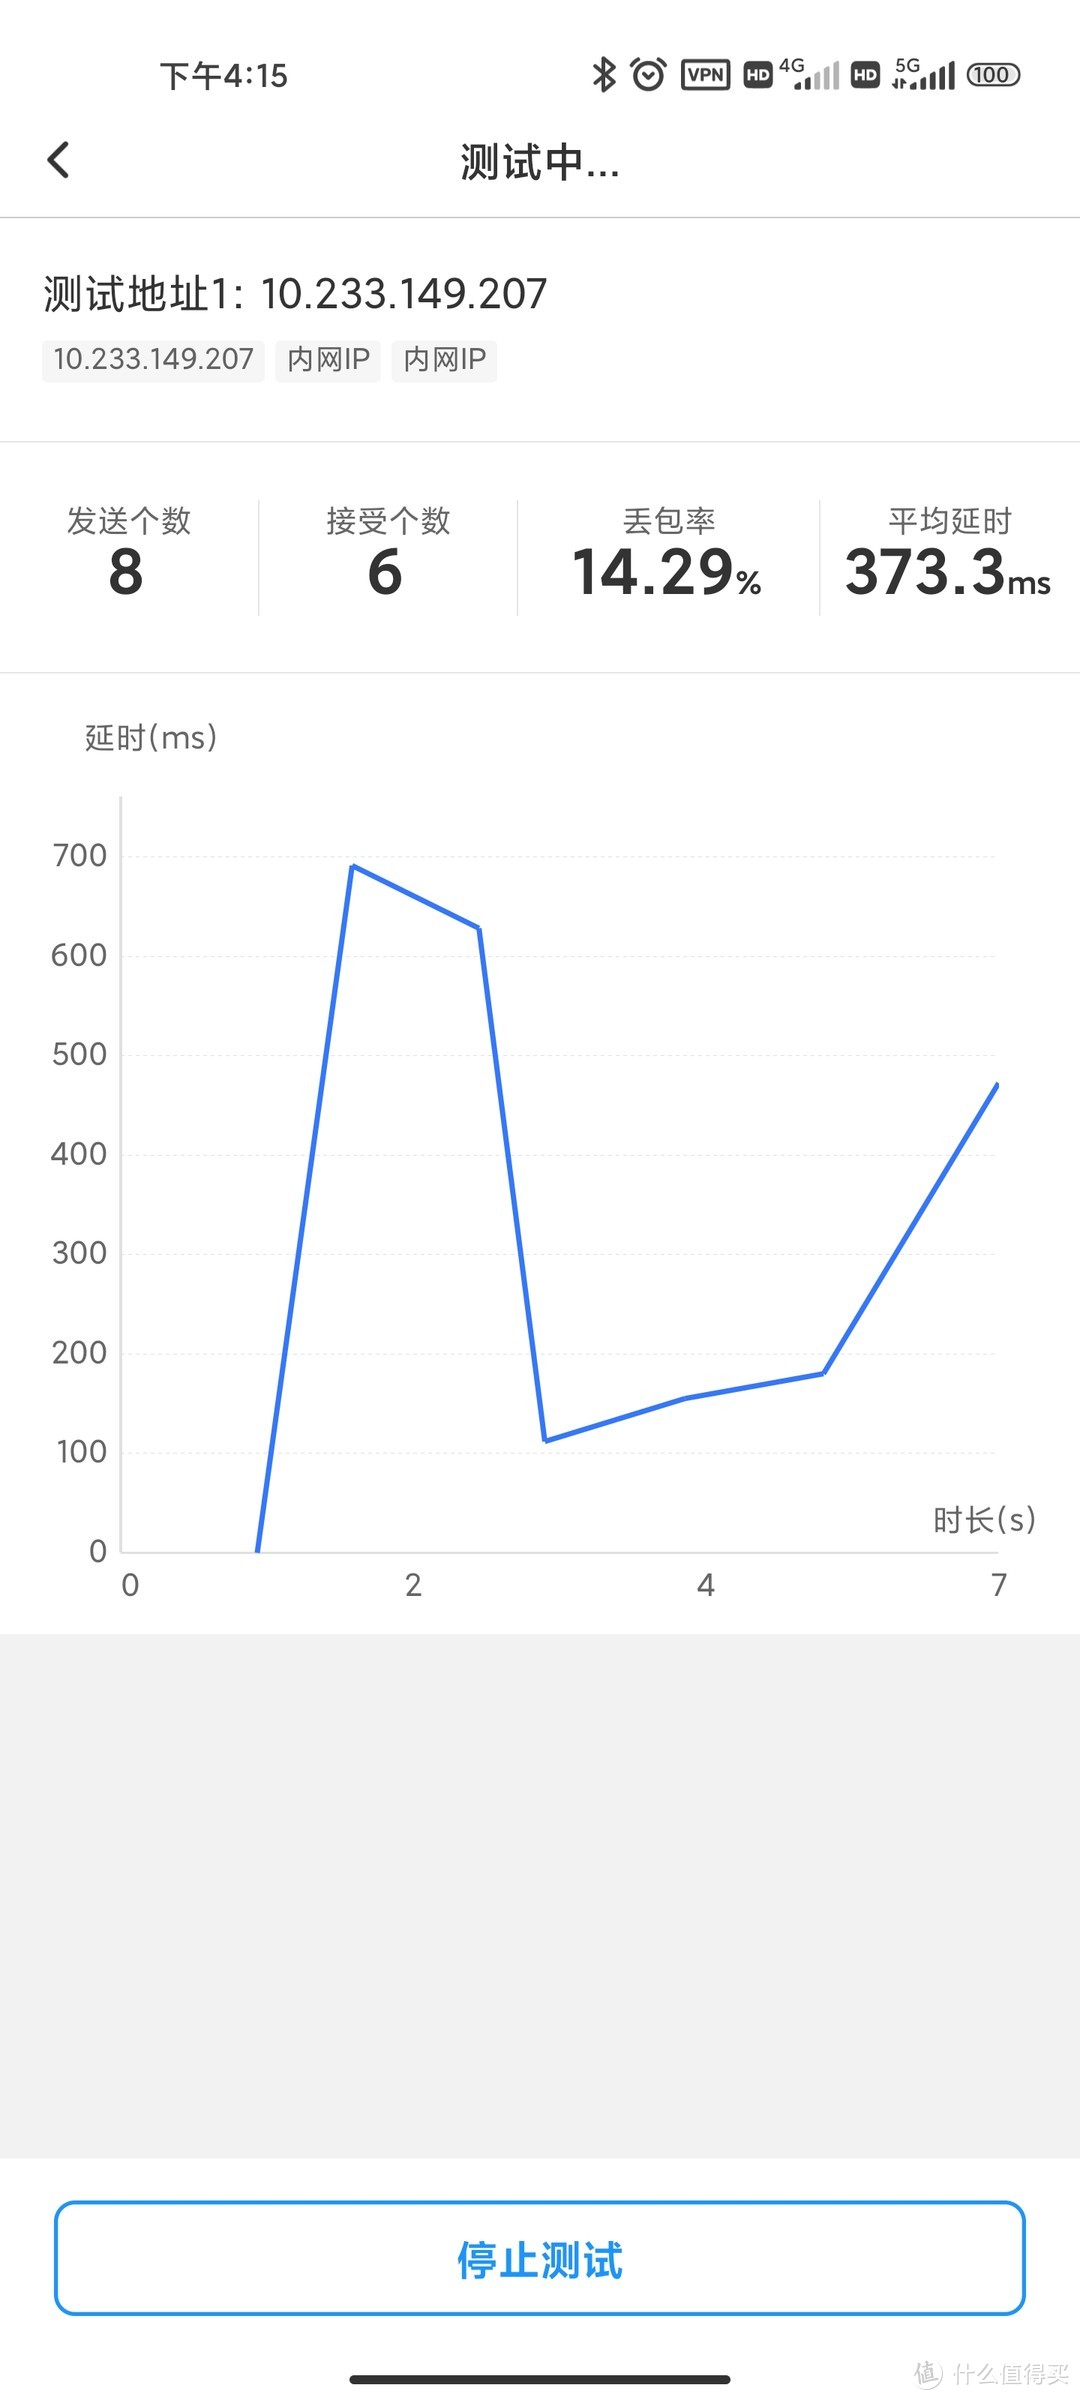 下午4:15 VPN HD 4G HD 5G 100
测试中...
测试地址1: 10.233.149.207
10.233.149.207 内网IP 内网IP
发送个数 接受个数 丢包率 平均延时
8 6 14.29% 373.3ms
延时(ms)
700
600
500
400
300
200
100
时长(s)
0
0 2 4 7
停止测试
值 什么值得买